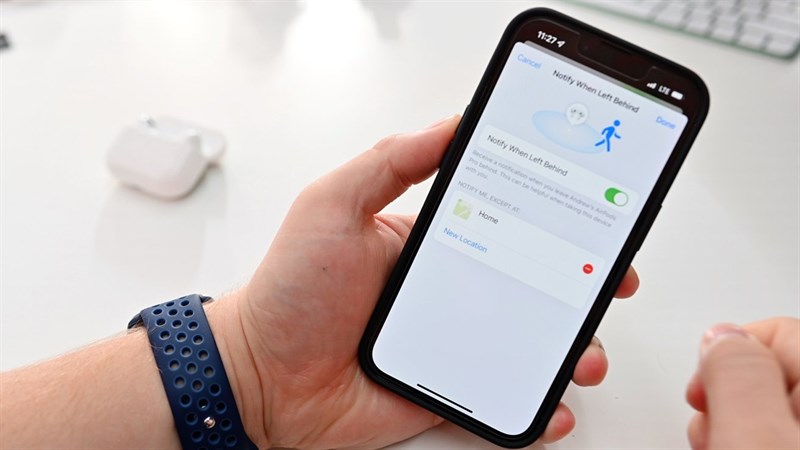 11:27
LTE
Cancel
Notify When Left Behind
Done
Notify When Left Behind
Receive a notification when you leave Andrew's AirPods
Pro behind. This can be helpful when taking this device
with you.
NOTIFY ME, EXCEPT AT:
Home
New Location